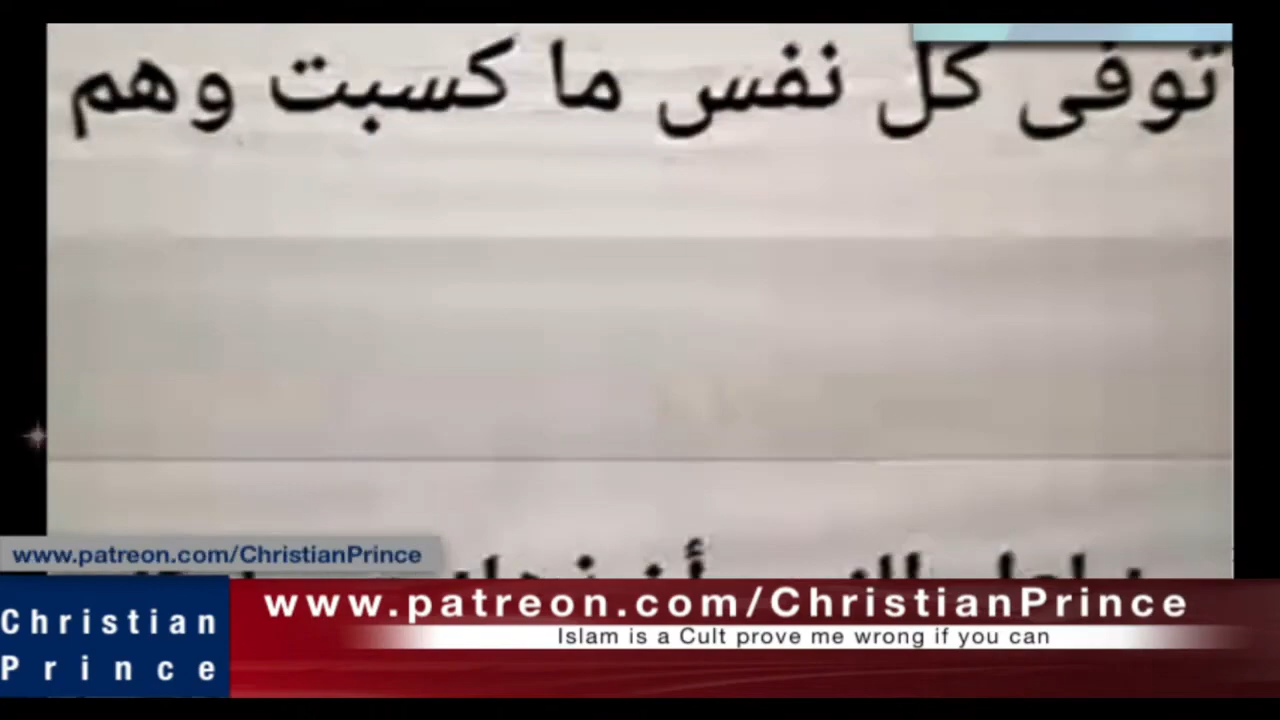 توفى كل نفس ما كسبت وهم
www.patreon.com/ChristianPrince
www.patreon.com/ChristianPrince
Islam is a Cult prove me wrong if you can
Christian
Prince